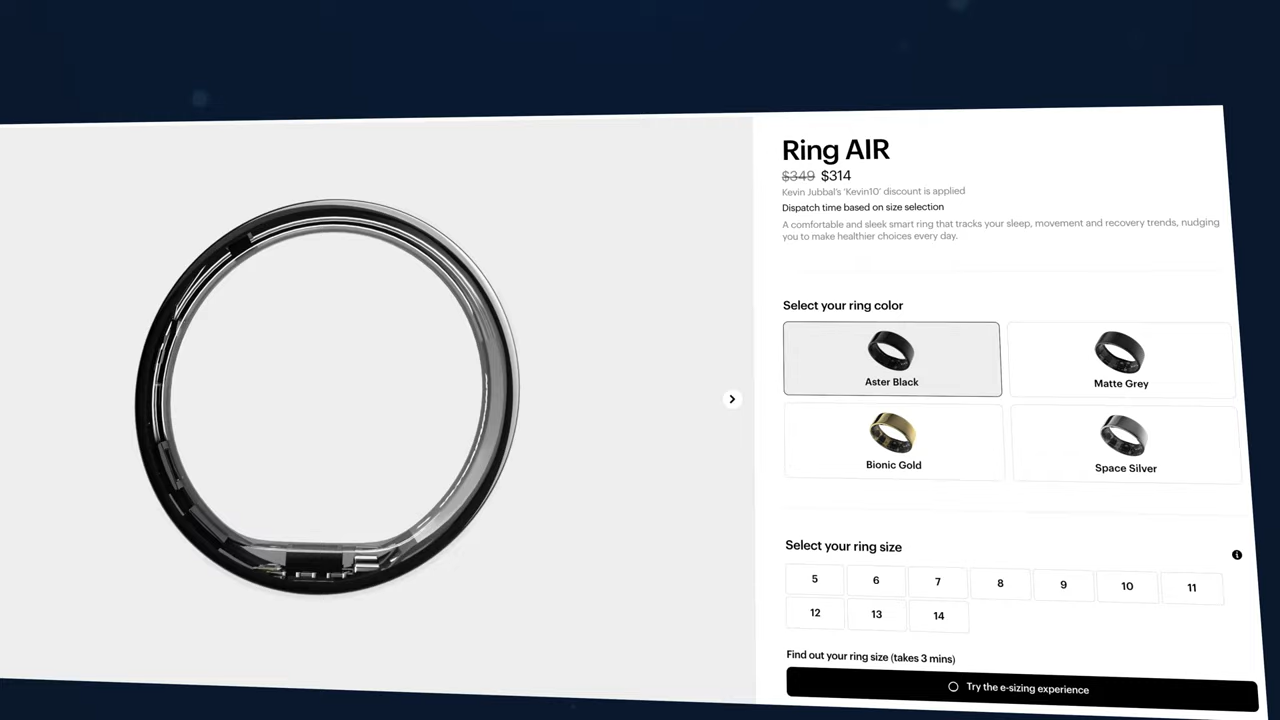 Ring AIR
$349 $314
Kevin Jubbal's 'Kevin10' discount is applied
Dispatch time based on size selection
A comfortable and sleek smart ring that tracks your sleep, movement and recovery trends, nudging
you to make healthier choices every day.
Select your ring color
Aster Black
Matte Grey
Bionic Gold
Space Silver
Select your ring size
5 6 7 8 9 10 11
12 13 14
Find out your ring size (takes 3 mins)
Try the e-sizing experience